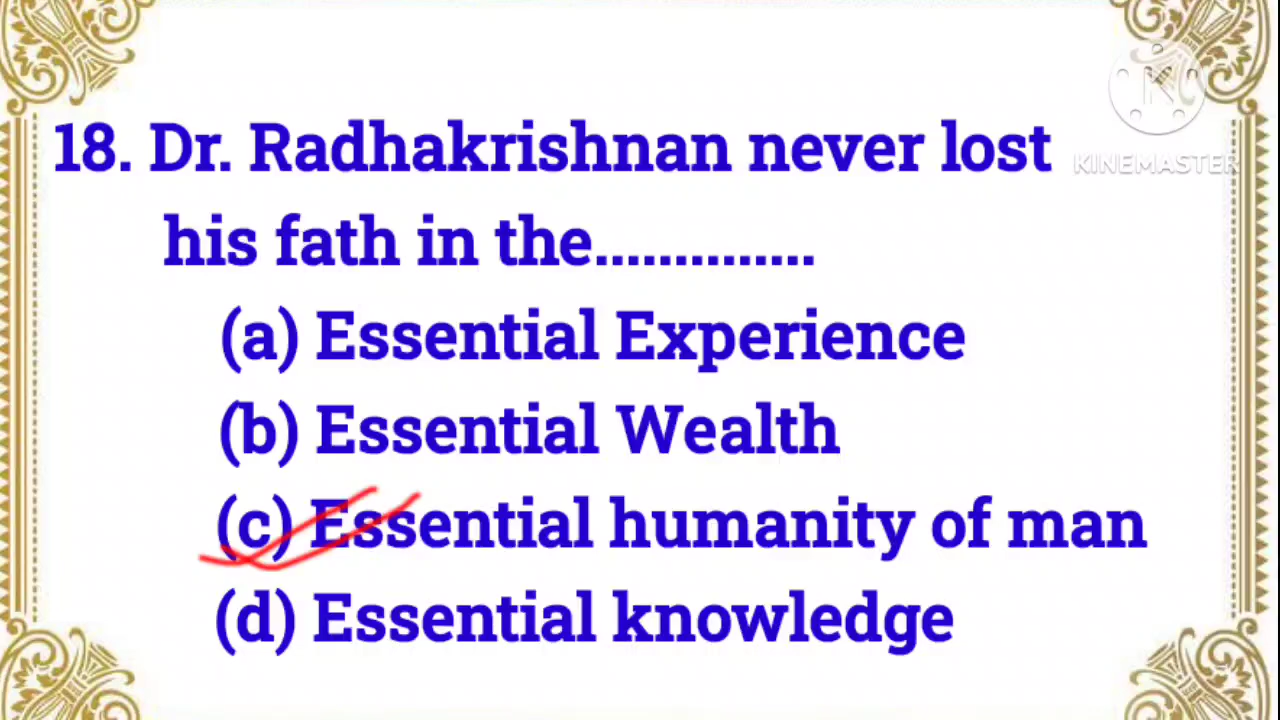 18. Dr. Radhakrishnan never lost
KINEMASTER
his fath in the..............
(a) Essential Experience
(b) Essential Wealth
(c) Essential humanity of man
(d) Essential knowledge